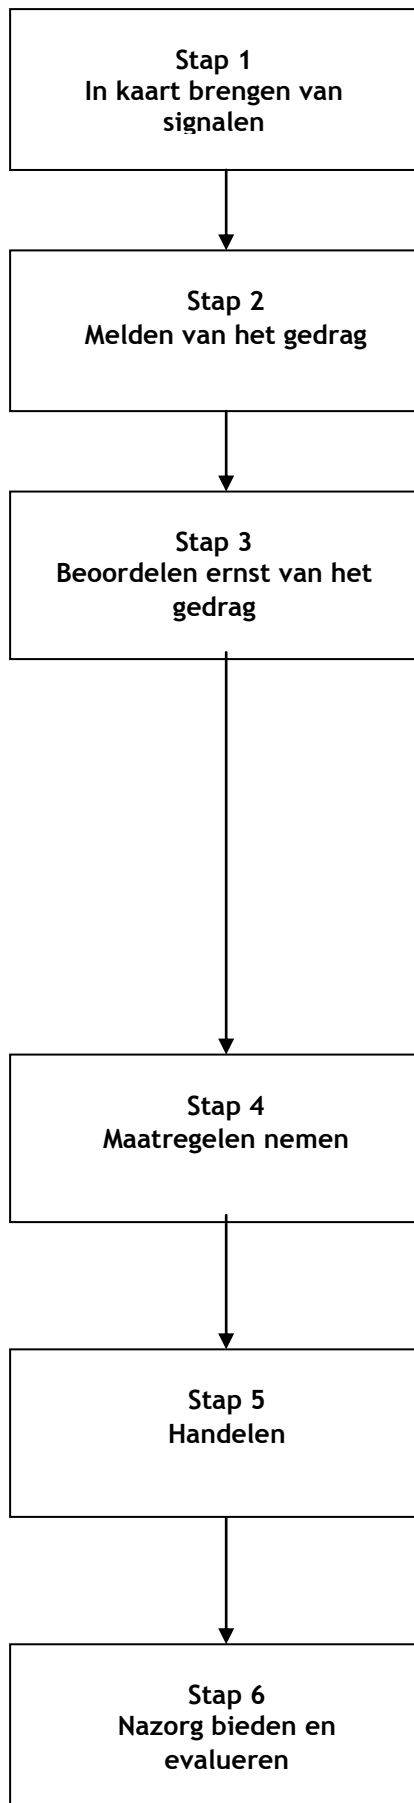 Stap 1
In kaart brengen van
signalen
Stap 2
Melden van het gedrag
Stap 3
Beoordelen ernst van het
gedrag
Stap 4
Maatregelen nemen
Stap 5
Handelen
Stap 6
Nazorg bieden en
evalueren